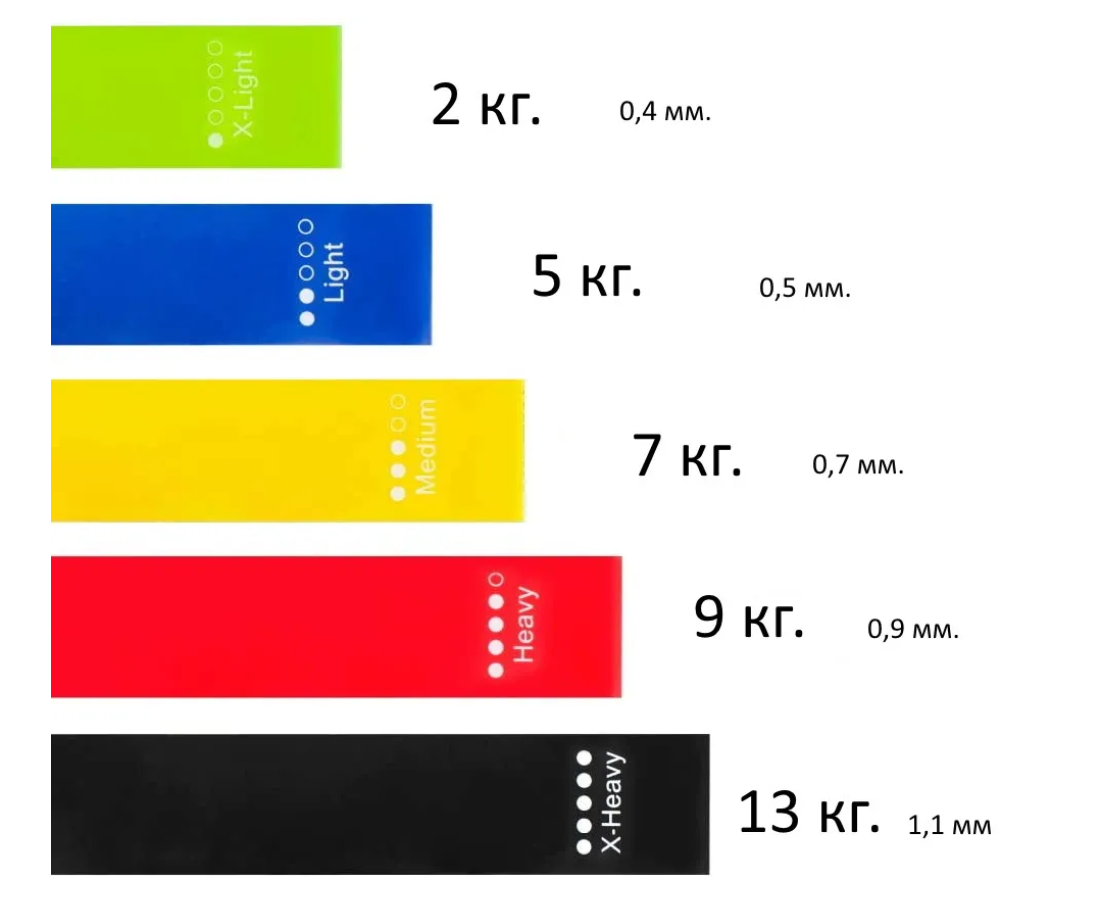 X-Light
2 кг.
0,4 мм.
Light
5 кг.
0,5 мм.
Medium
7 кг.
0,7 мм.
Heavy
9 кг.
0,9 мм.
X-Heavy
13 кг.
1,1 мм